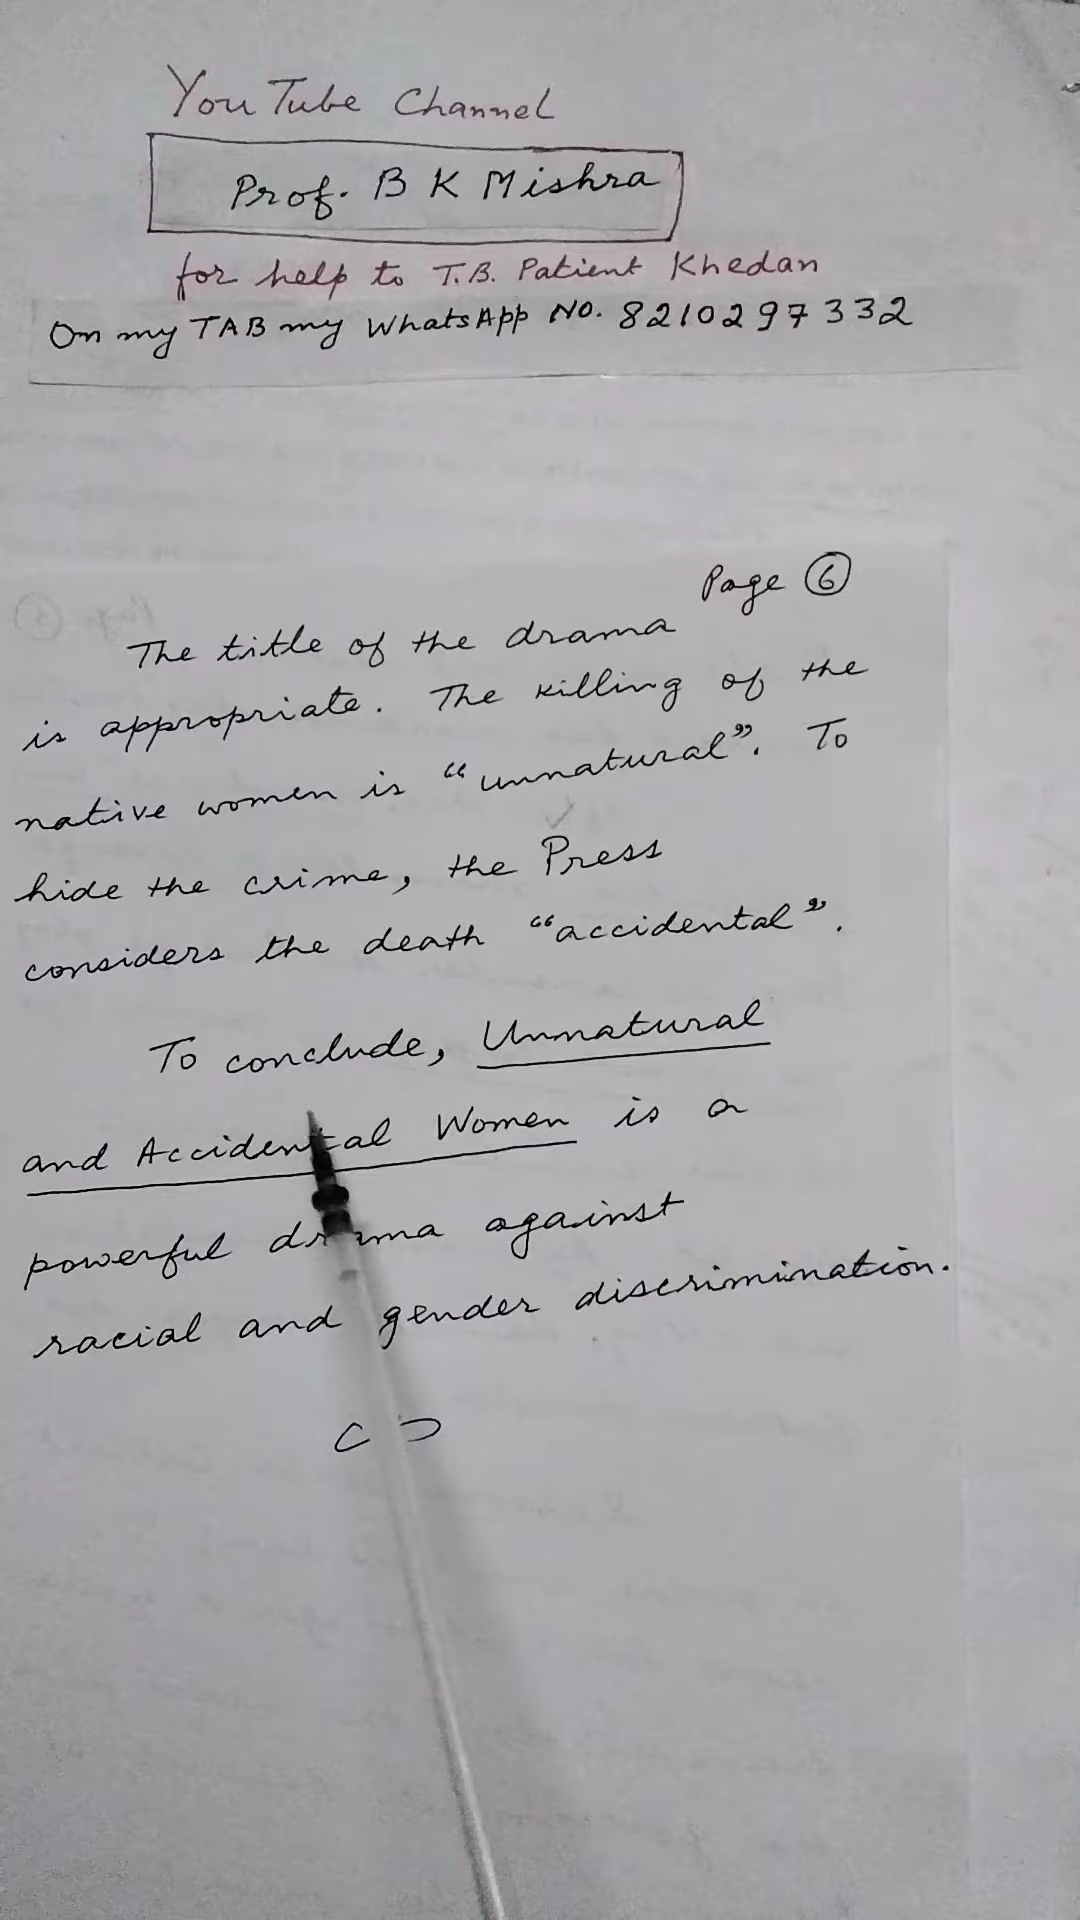 YouTube Channel
Prof. B K Mishra
for help to T.B. Patient Khedan
On my TAB my WhatsApp NO. 8210297332
Page 6
The title of the drama
is appropriate. The killing of the
native women is "unnatural". To
hide the crime, the Press
considers the death "accidental".
To conclude, Unnatural
and Accidental Women is a
powerful drama against
racial and gender discrimination.